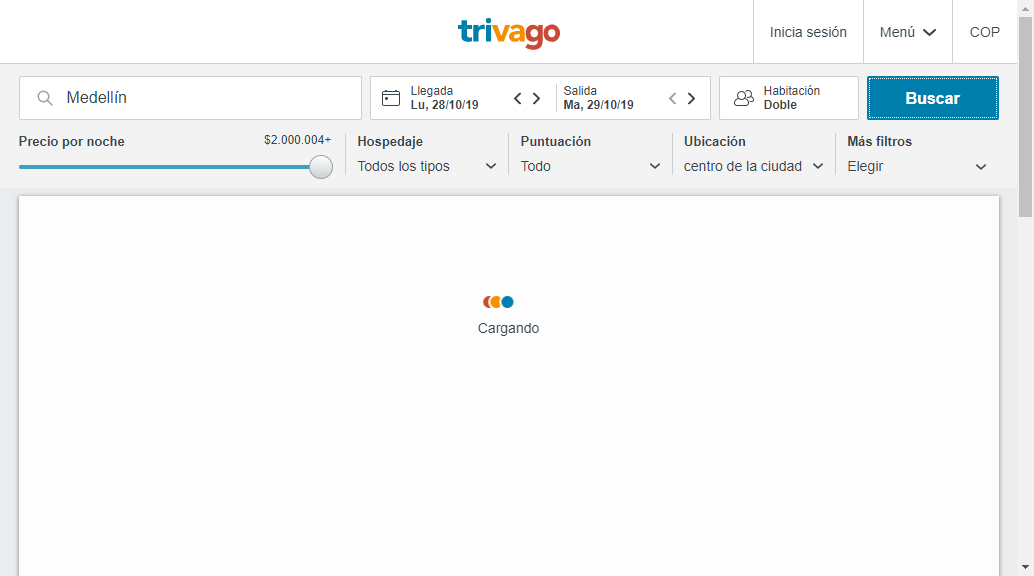 trivago
Inicia sesión
Menú
COP
Medellín
Llegada
Lu, 28/10/19
Salida
Ma, 29/10/19
Habitación
Doble
Buscar
Precio por noche
$2.000.004+
Hospedaje
Todos los tipos
Puntuación
Todo
Ubicación
centro de la ciudad
Más filtros
Elegir
Cargando